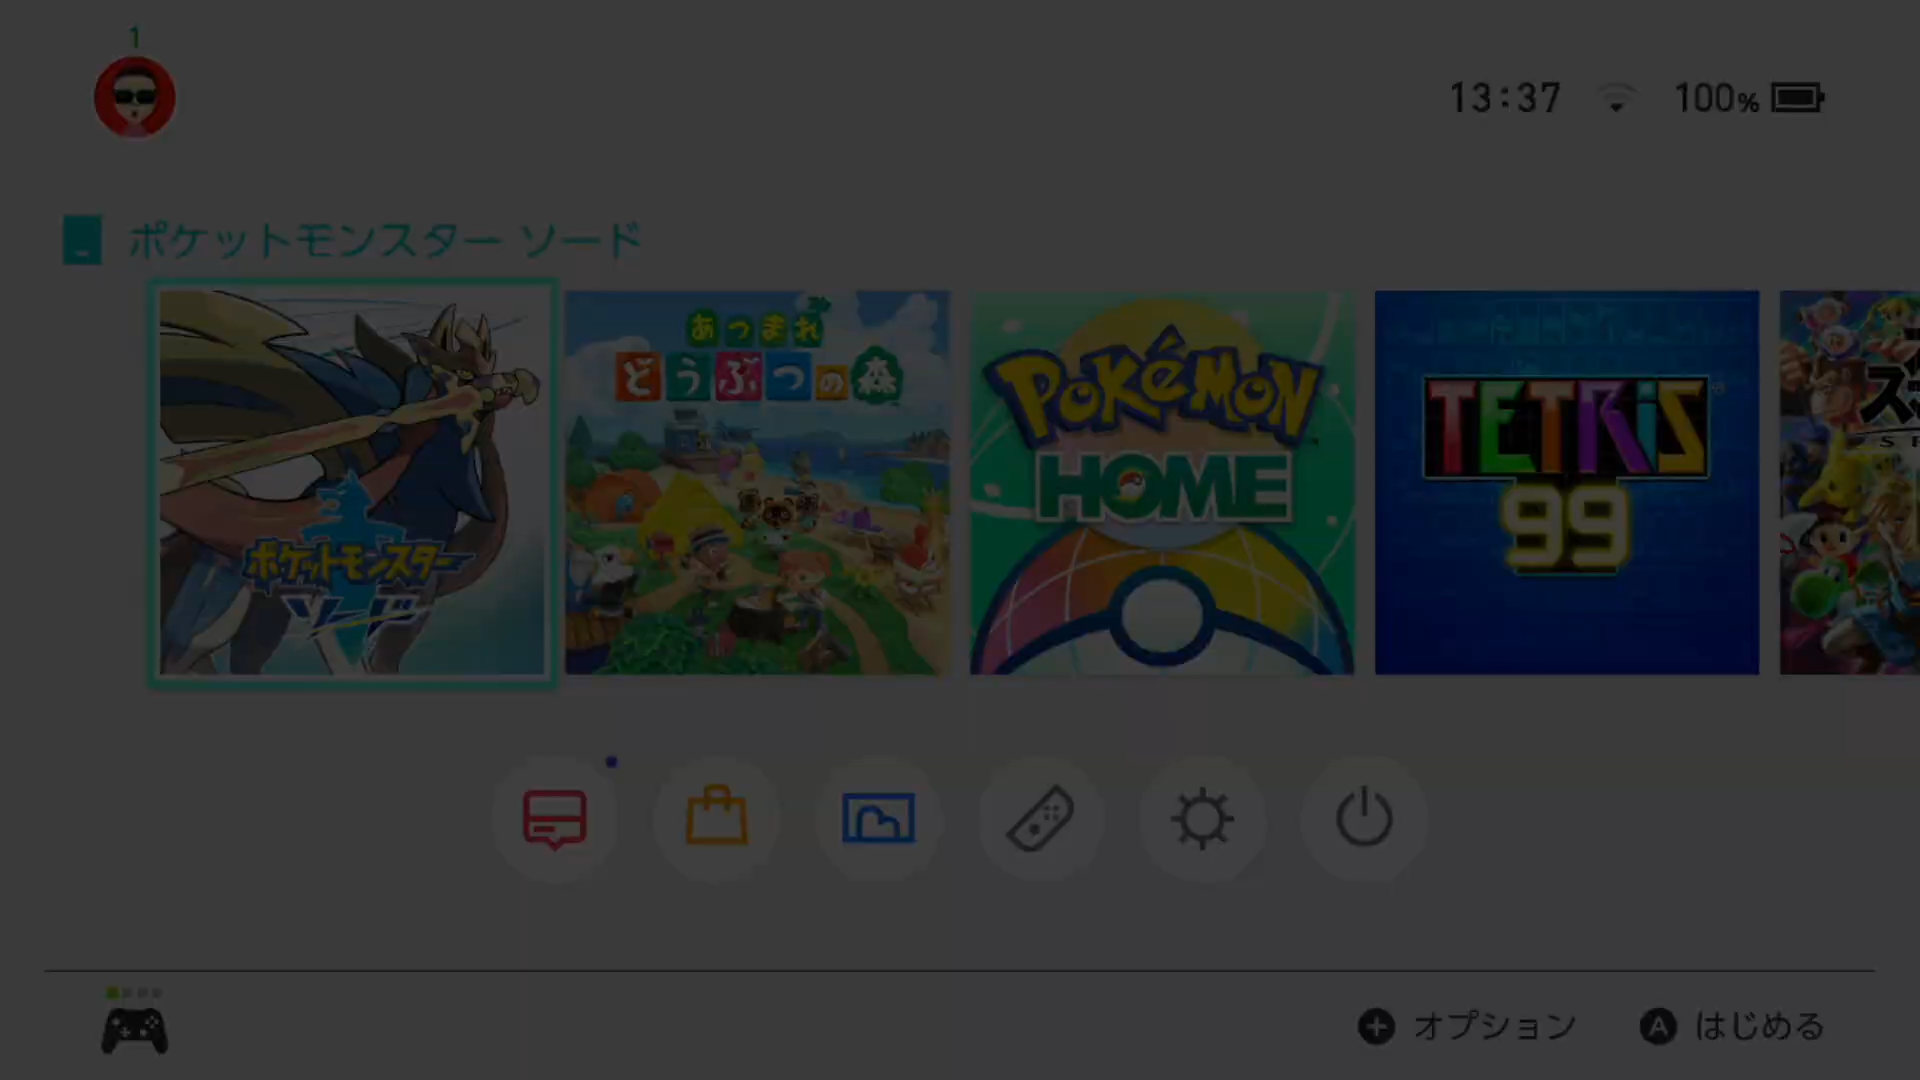 1
13:37 100%
ポケットモンスター ソード
ポケットモンスター
ソード
あつまれ
どうぶつの森
Pokémon
HOME
TETRIS
99
オプション
A はじめる